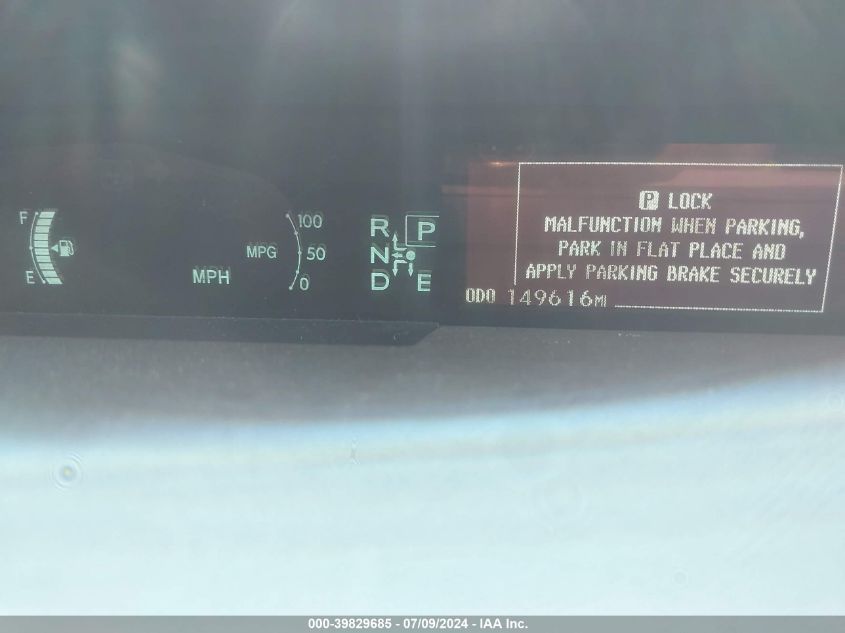 F
E
MPH
MPG
100
50
0
R P
N
D E
P LOCK
MALFUNCTION WHEN PARKING,
PARK IN FLAT PLACE AND
APPLY PARKING BRAKE SECURELY
ODO 149616MI
000-39829685 - 07/09/2024 - IAA Inc.